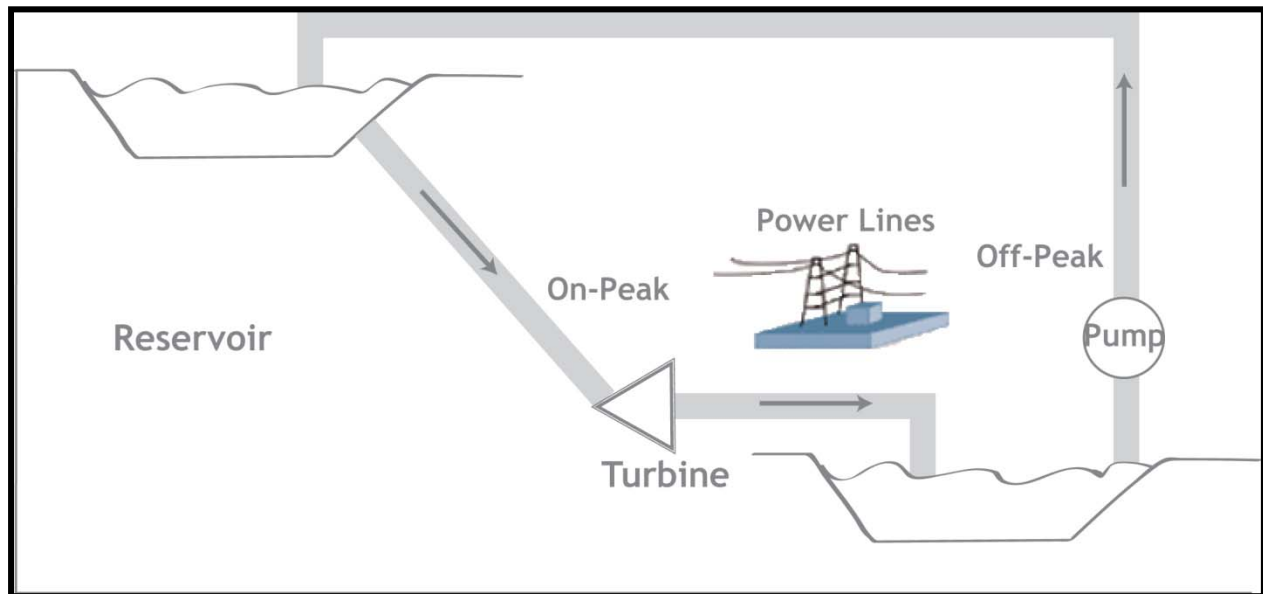 Power Lines
Off-Peak
On-Peak
Reservoir
Pump
Turbine